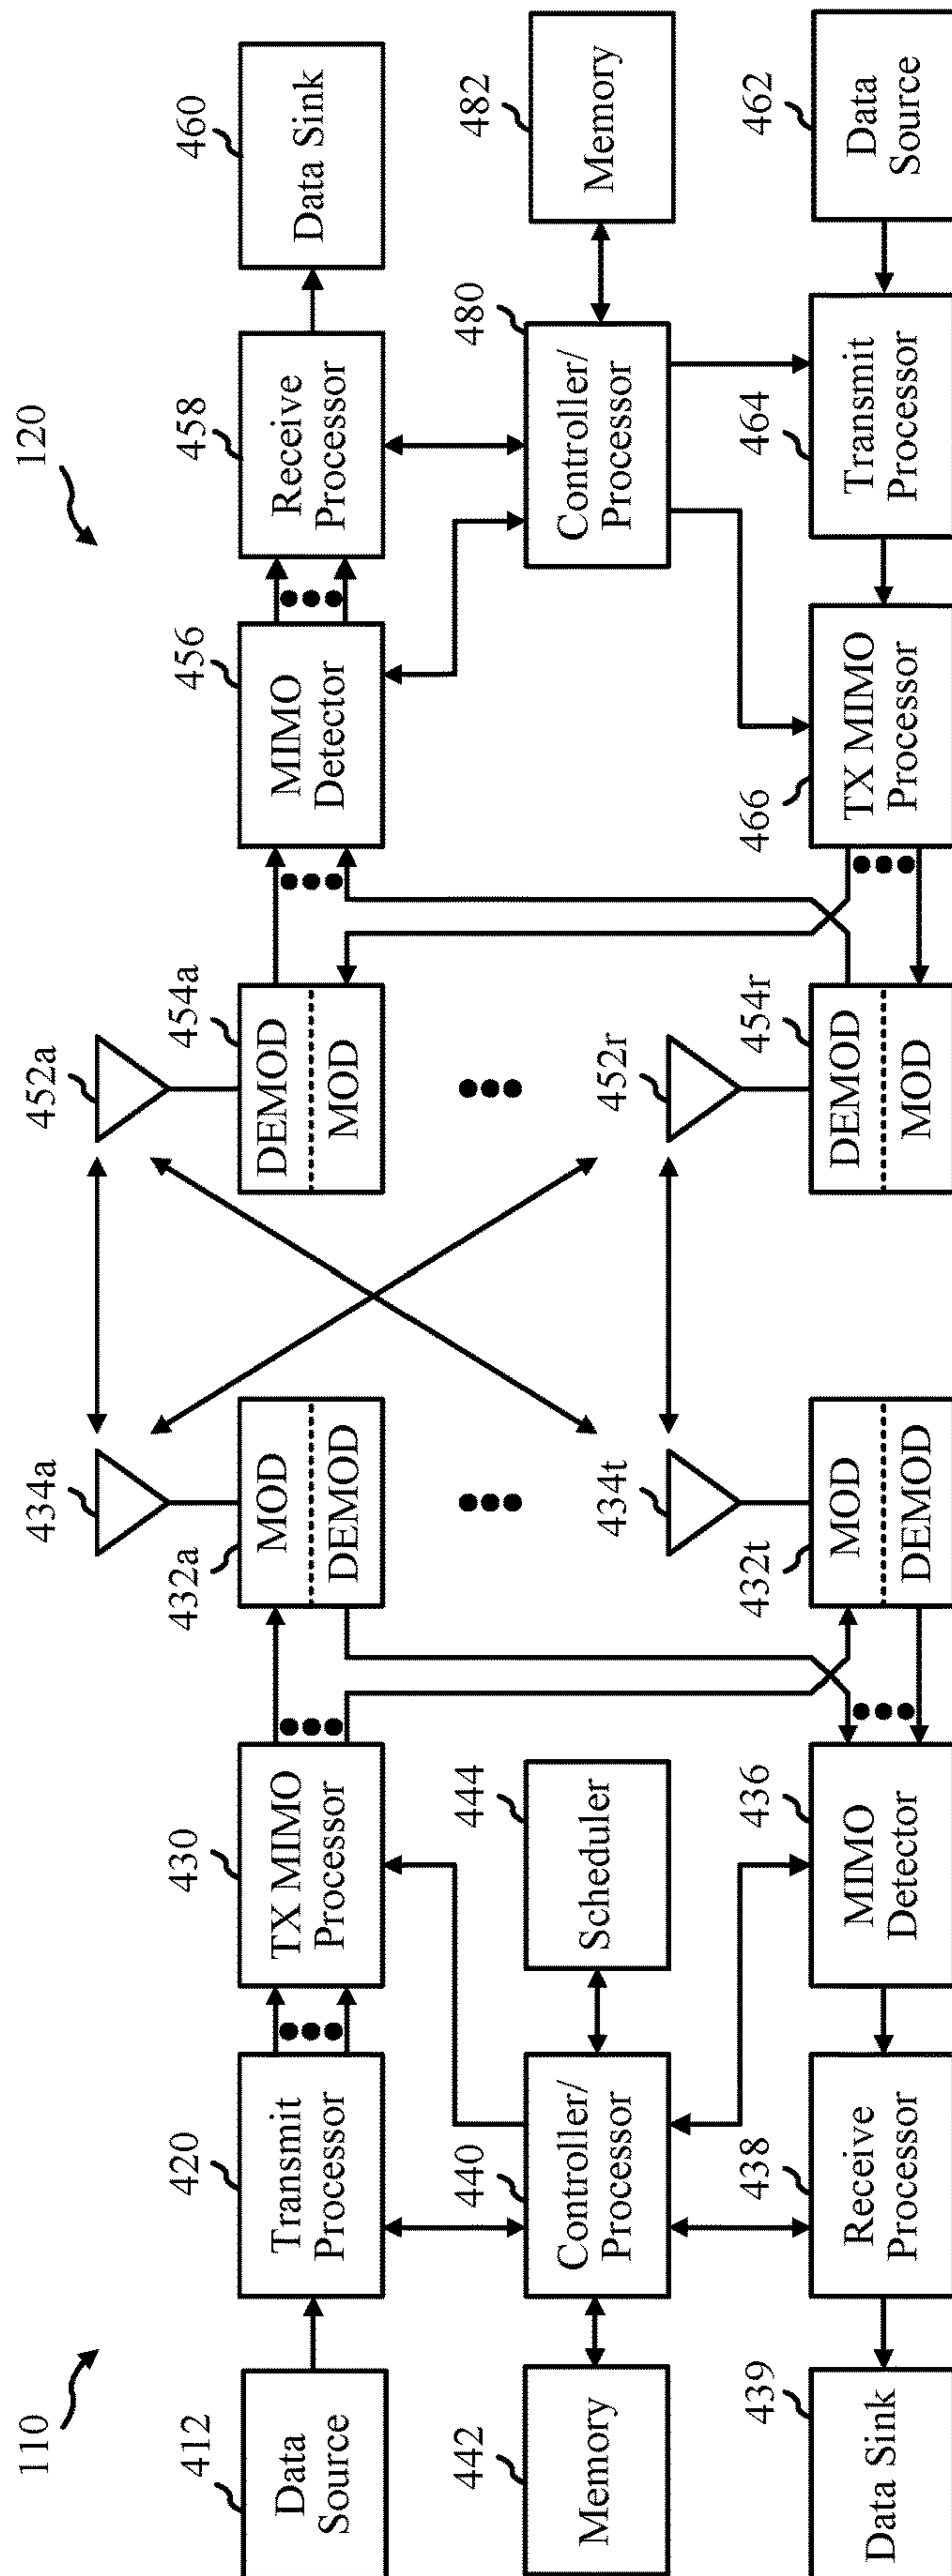 110
120
412
Data
Source
420
Transmit
Processor
430
TX MIMO
Processor
432a
MOD
DEMOD
434a
452a
454a
DEMOD
MOD
456
MIMO
Detector
458
Receive
Processor
460
Data Sink
442
Memory
440
Controller/
Processor
444
Scheduler
480
Controller/
Processor
482
Memory
439
Data Sink
438
Receive
Processor
436
MIMO
Detector
432t
MOD
DEMOD
434t
452r
454r
DEMOD
MOD
466
TX MIMO
Processor
464
Transmit
Processor
462
Data
Source